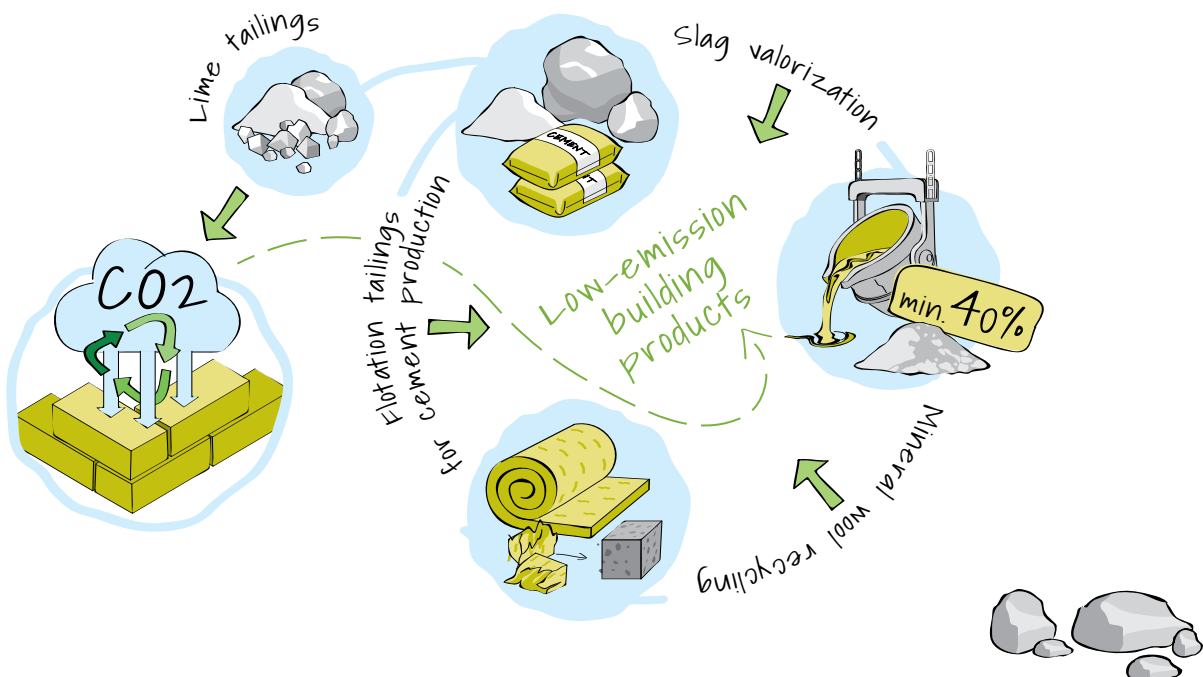 Lime tailings
Slag valorization
CEMENT
FT
CO2
Flotation tailings
for cement production
Low-emission
building
products
min. 40%
Mineral wool recycling